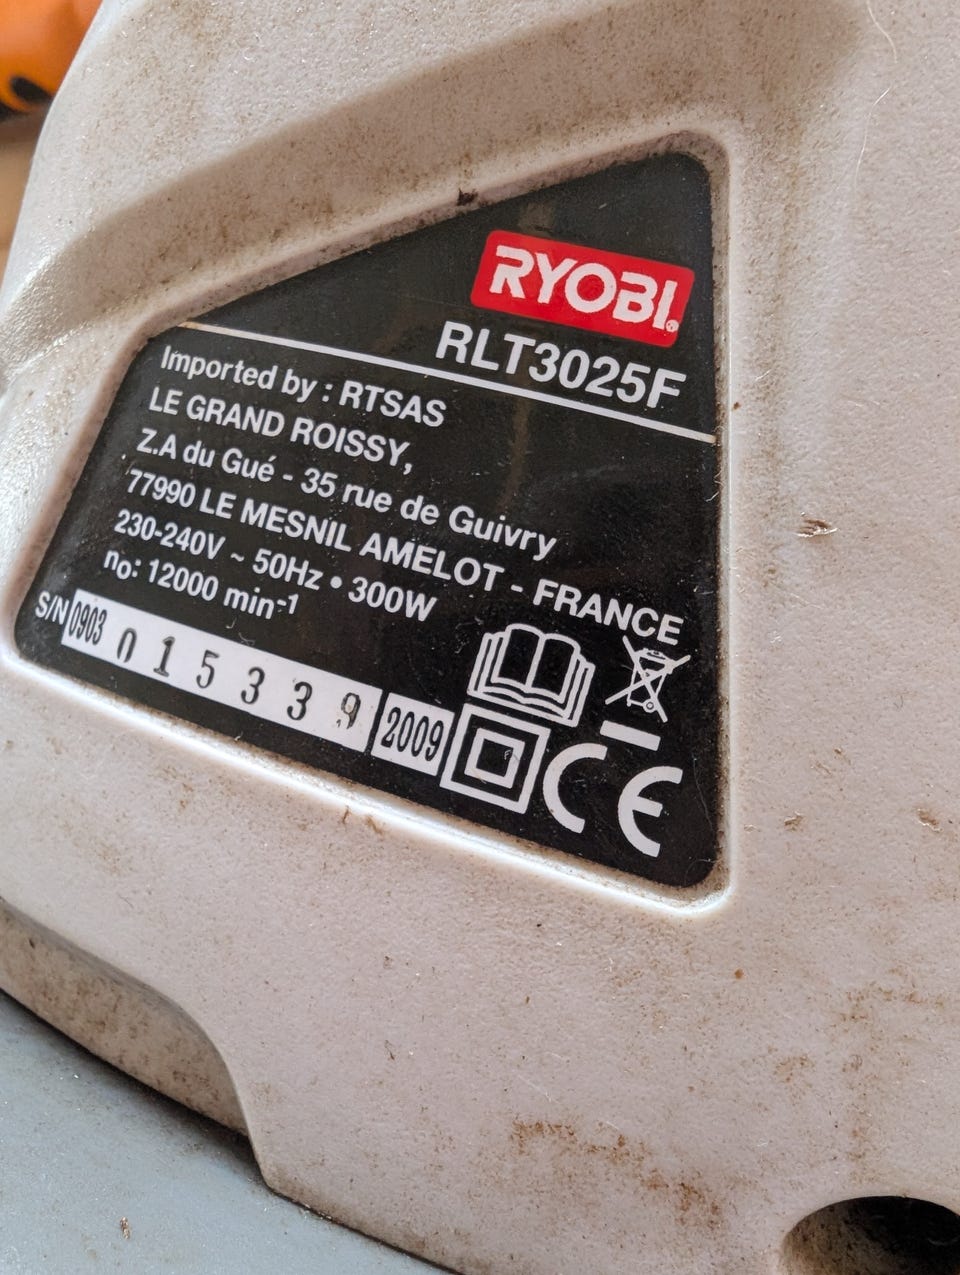 RYOBI
RLT3025F
Imported by : RTSAS
LE GRAND ROISSY,
Z.A du Gué - 35 rue de Guivry
77990 LE MESNIL AMELOT - FRANCE
230-240V ~ 50Hz • 300W
n₀: 12000 min⁻¹
S/N 0903 015339 2009
CE